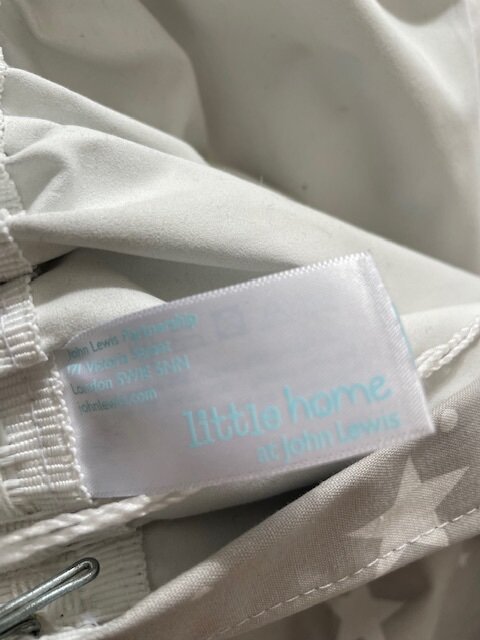 John Lewis Partnership
171 Victoria Street
London SW1E 5NN
johnlewis.com
little home
at John Lewis